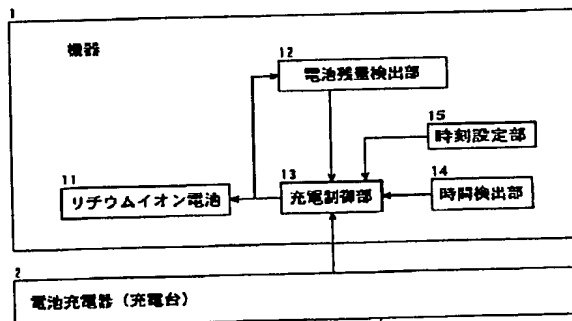 1
機器
12
電池残量検出部
15
時刻設定部
11
リチウムイオン電池
13
充電制御部
14
時間検出部
2
電池充電器（充電台）